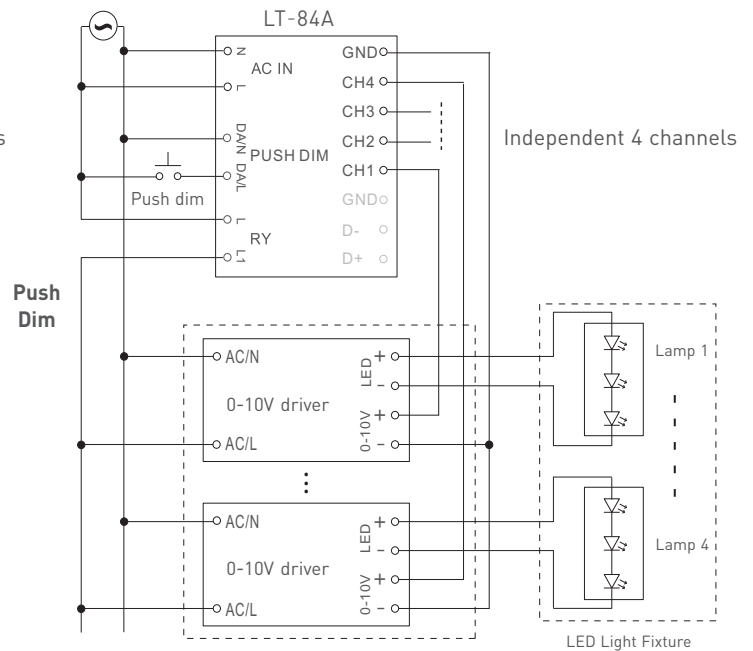 LT-84A
N
AC IN
L
DA/N
PUSH DIM
DA/L
L
RY
L1
GND
CH4
CH3
CH2
CH1
GND
D-
D+
s
Push dim
Independent 4 channels
Push
Dim
AC/N
0-10V driver
AC/L
LED
+
-
0-10V
+
-
Lamp 1
AC/N
0-10V driver
AC/L
LED
+
-
0-10V
+
-
Lamp 4
LED Light Fixture